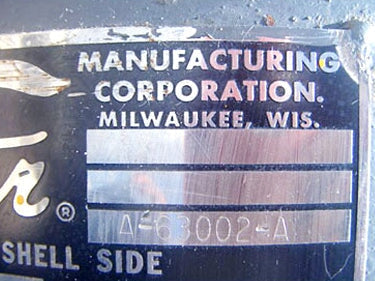 MANUFACTURING
CORPORATION.
MILWAUKEE, WIS.
®
A-63002-A
SHELL SIDE